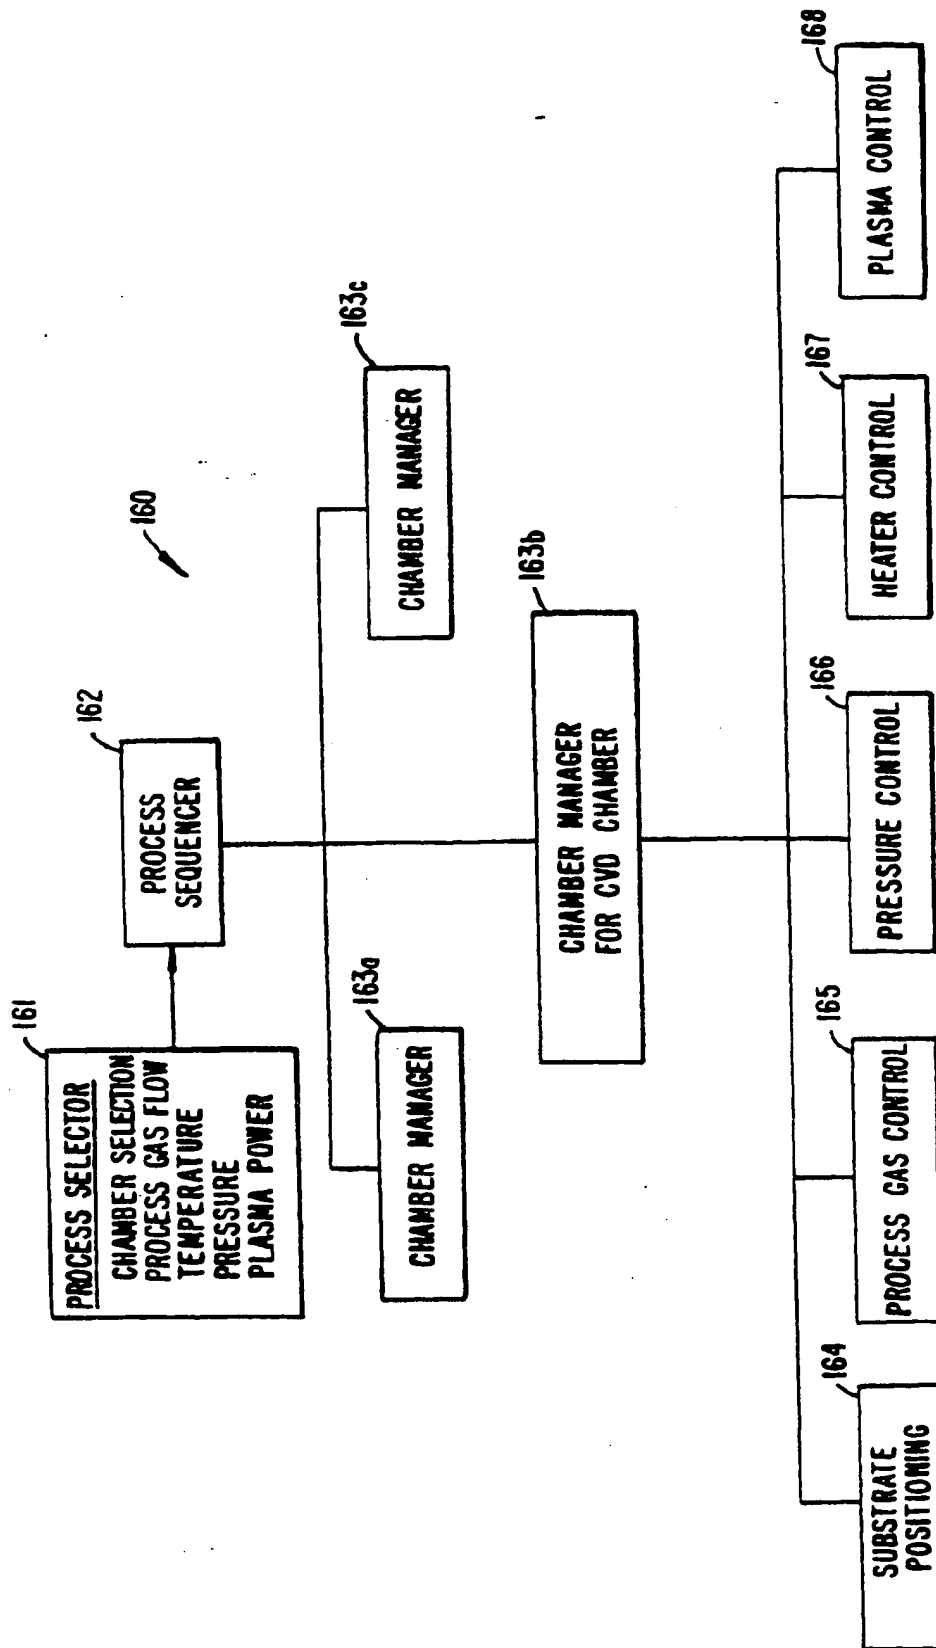 160
161
PROCESS SELECTOR
CHAMBER SELECTION
PROCESS GAS FLOW
TEMPERATURE
PRESSURE
PLASMA POWER
162
PROCESS
SEQUENCER
163a
CHAMBER MANAGER
163c
CHAMBER MANAGER
163b
CHAMBER MANAGER
FOR CVD CHAMBER
164
SUBSTRATE
POSITIONING
165
PROCESS GAS CONTROL
166
PRESSURE CONTROL
167
HEATER CONTROL
168
PLASMA CONTROL